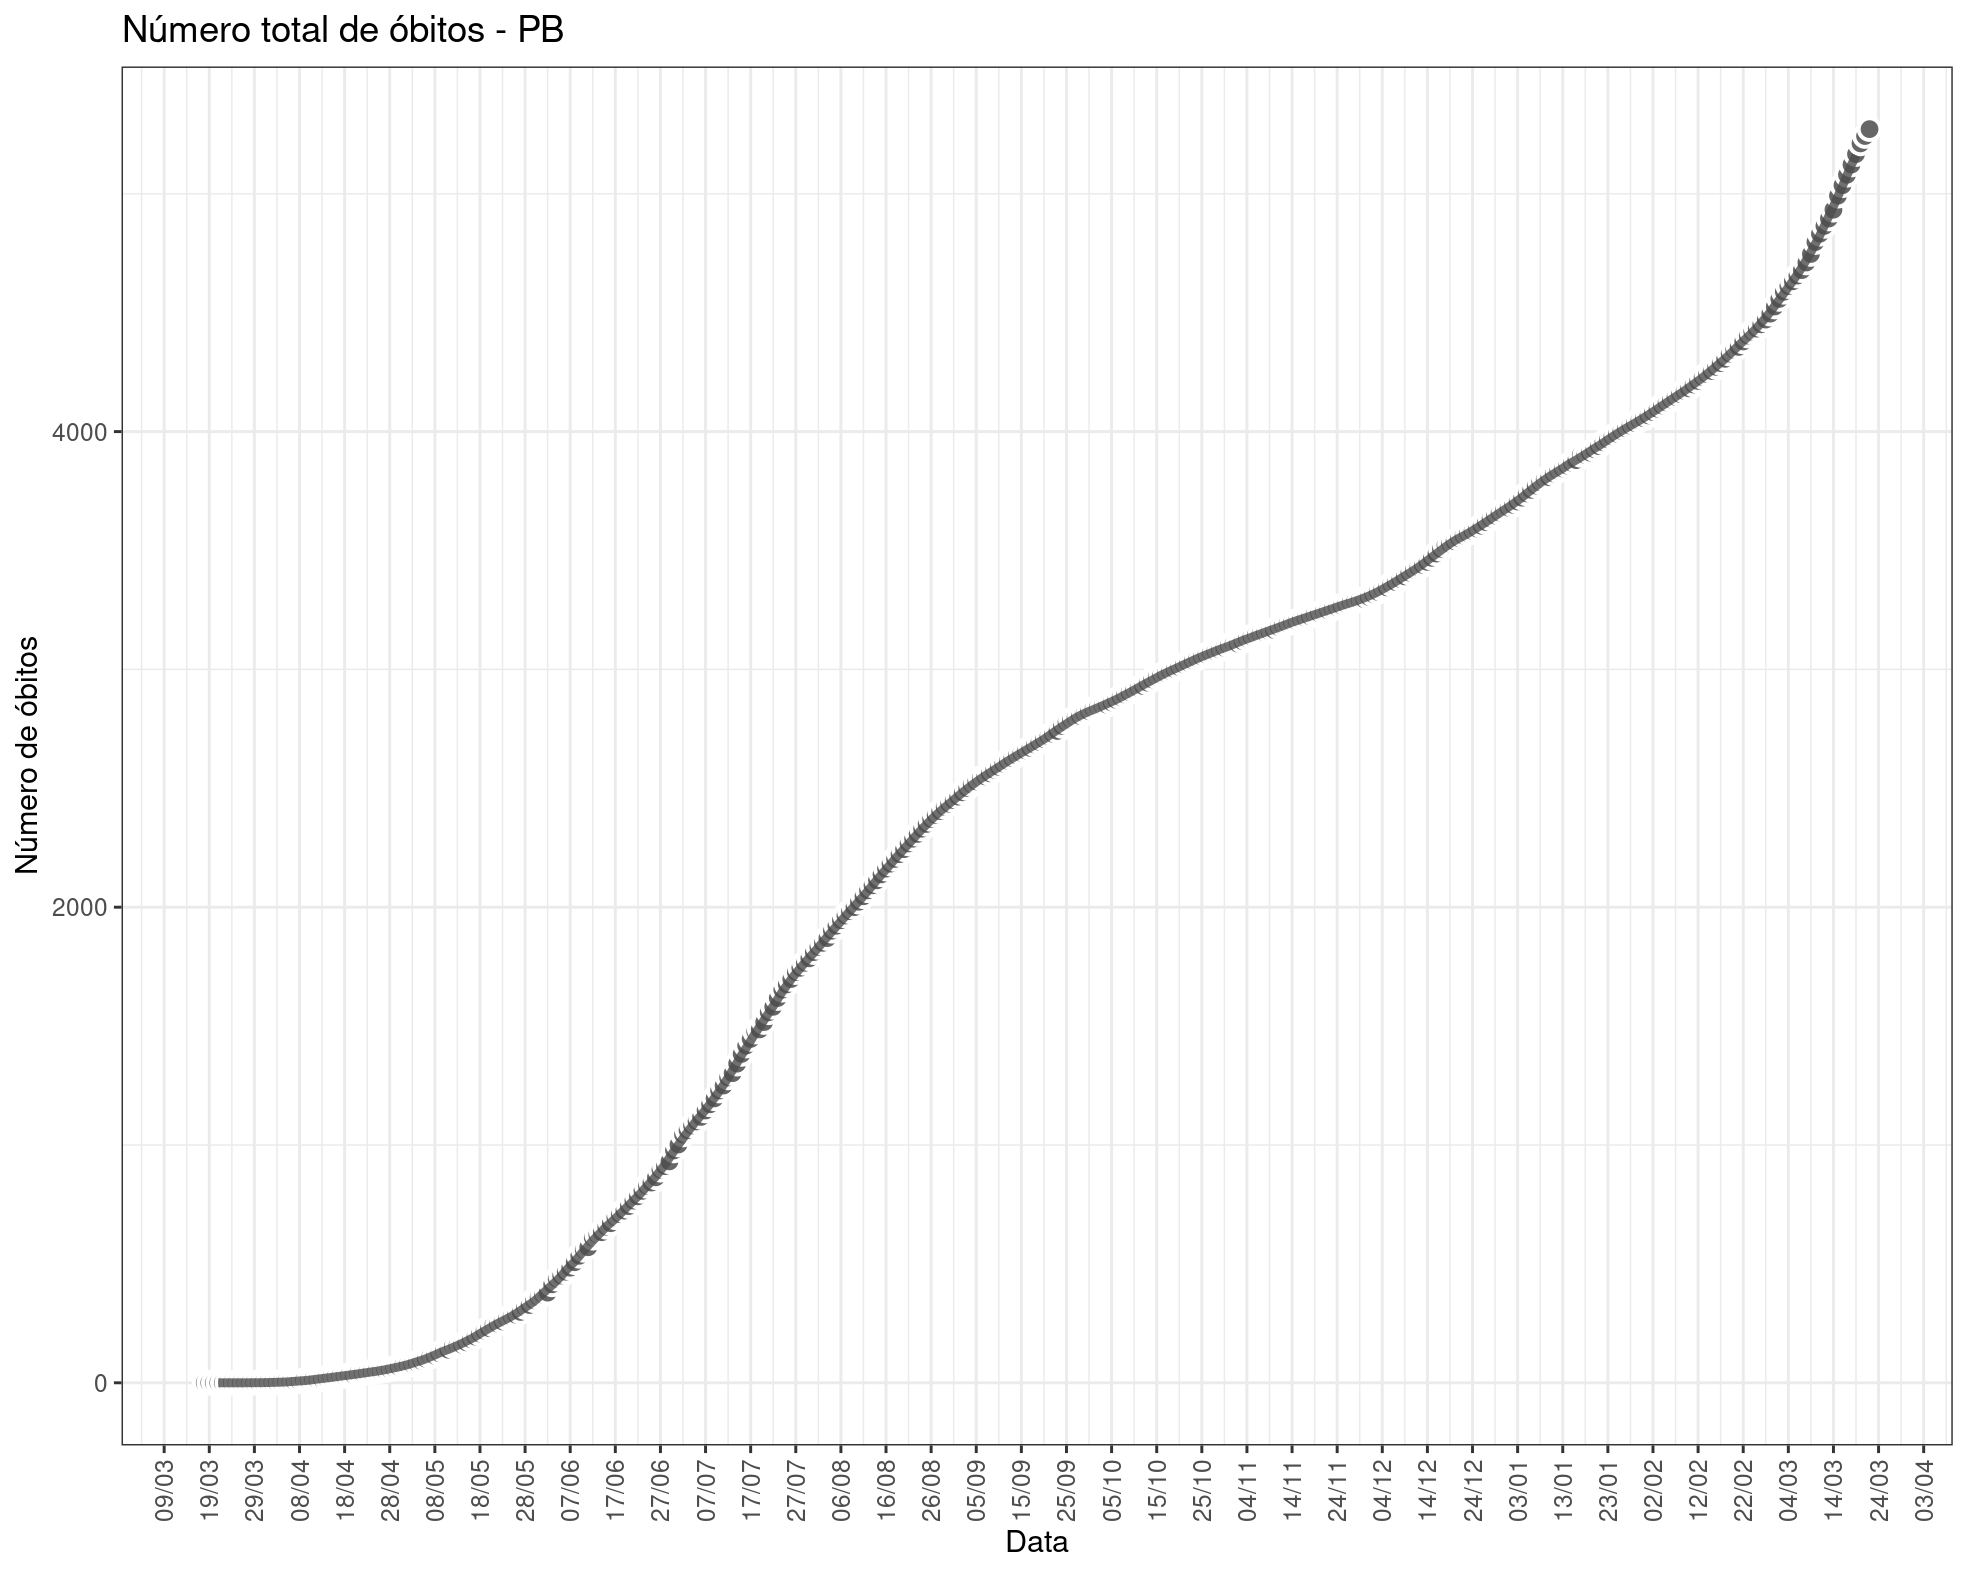 Número total de óbitos - PB
Número de óbitos
4000
2000
0
09/03 19/03 29/03 08/04 18/04 28/04 08/05 18/05 28/05 07/06 17/06 27/06 07/07 17/07 27/07 06/08 16/08 26/08 05/09 15/09 25/09 05/10 15/10 25/10 04/11 14/11 24/11 04/12 14/12 24/12 03/01 13/01 23/01 02/02 12/02 22/02 04/03 14/03 24/03 03/04
Data